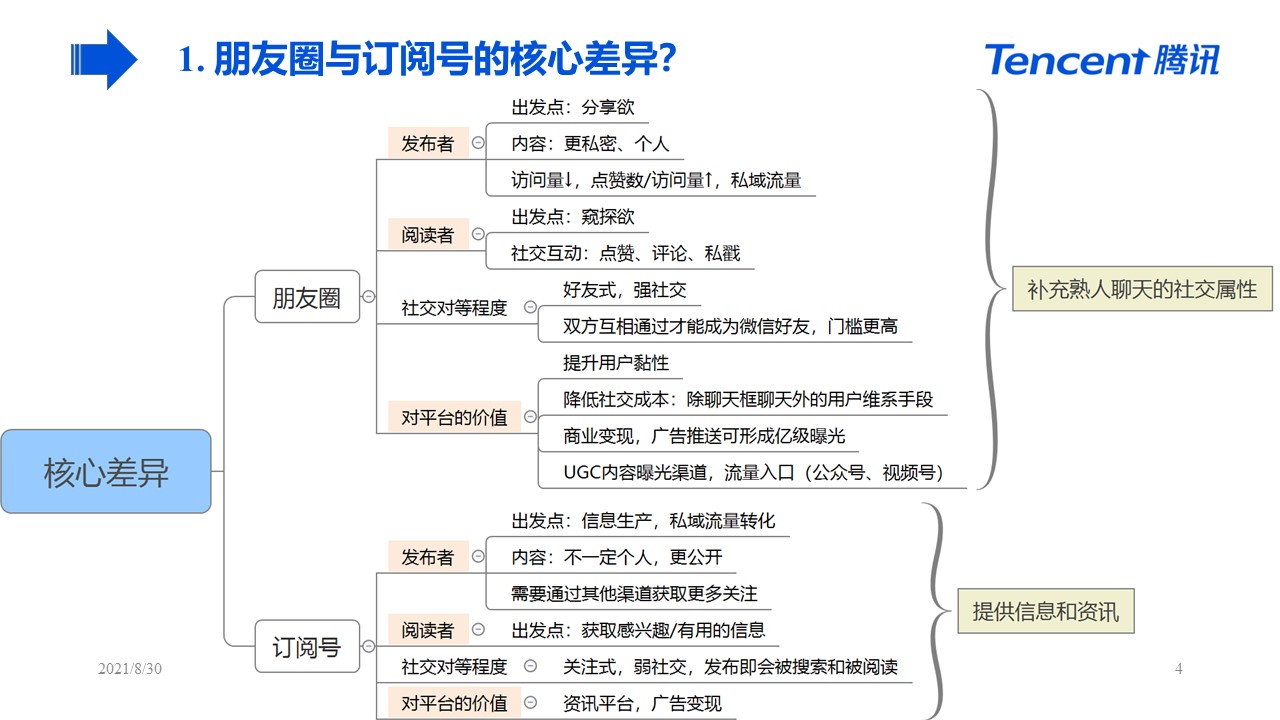 1. 朋友圈与订阅号的核心差异？
Tencent 腾讯
核心差异
朋友圈
发布者
出发点：分享欲
内容：更私密、个人
访问量↓，点赞数/访问量↑，私域流量
阅读者
出发点：窥探欲
社交互动：点赞、评论、私戳
社交对等程度
好友式，强社交
双方互相通过才能成为微信好友，门槛更高
对平台的价值
提升用户黏性
降低社交成本：除聊天框聊天外的用户维系手段
商业变现，广告推送可形成亿级曝光
UGC内容曝光渠道，流量入口（公众号、视频号）
补充熟人聊天的社交属性
订阅号
发布者
出发点：信息生产，私域流量转化
内容：不一定个人，更公开
需要通过其他渠道获取更多关注
阅读者
出发点：获取感兴趣/有用的信息
社交对等程度
关注式，弱社交，发布即会被搜索和被阅读
对平台的价值
资讯平台，广告变现
提供信息和资讯
2021/8/30
4